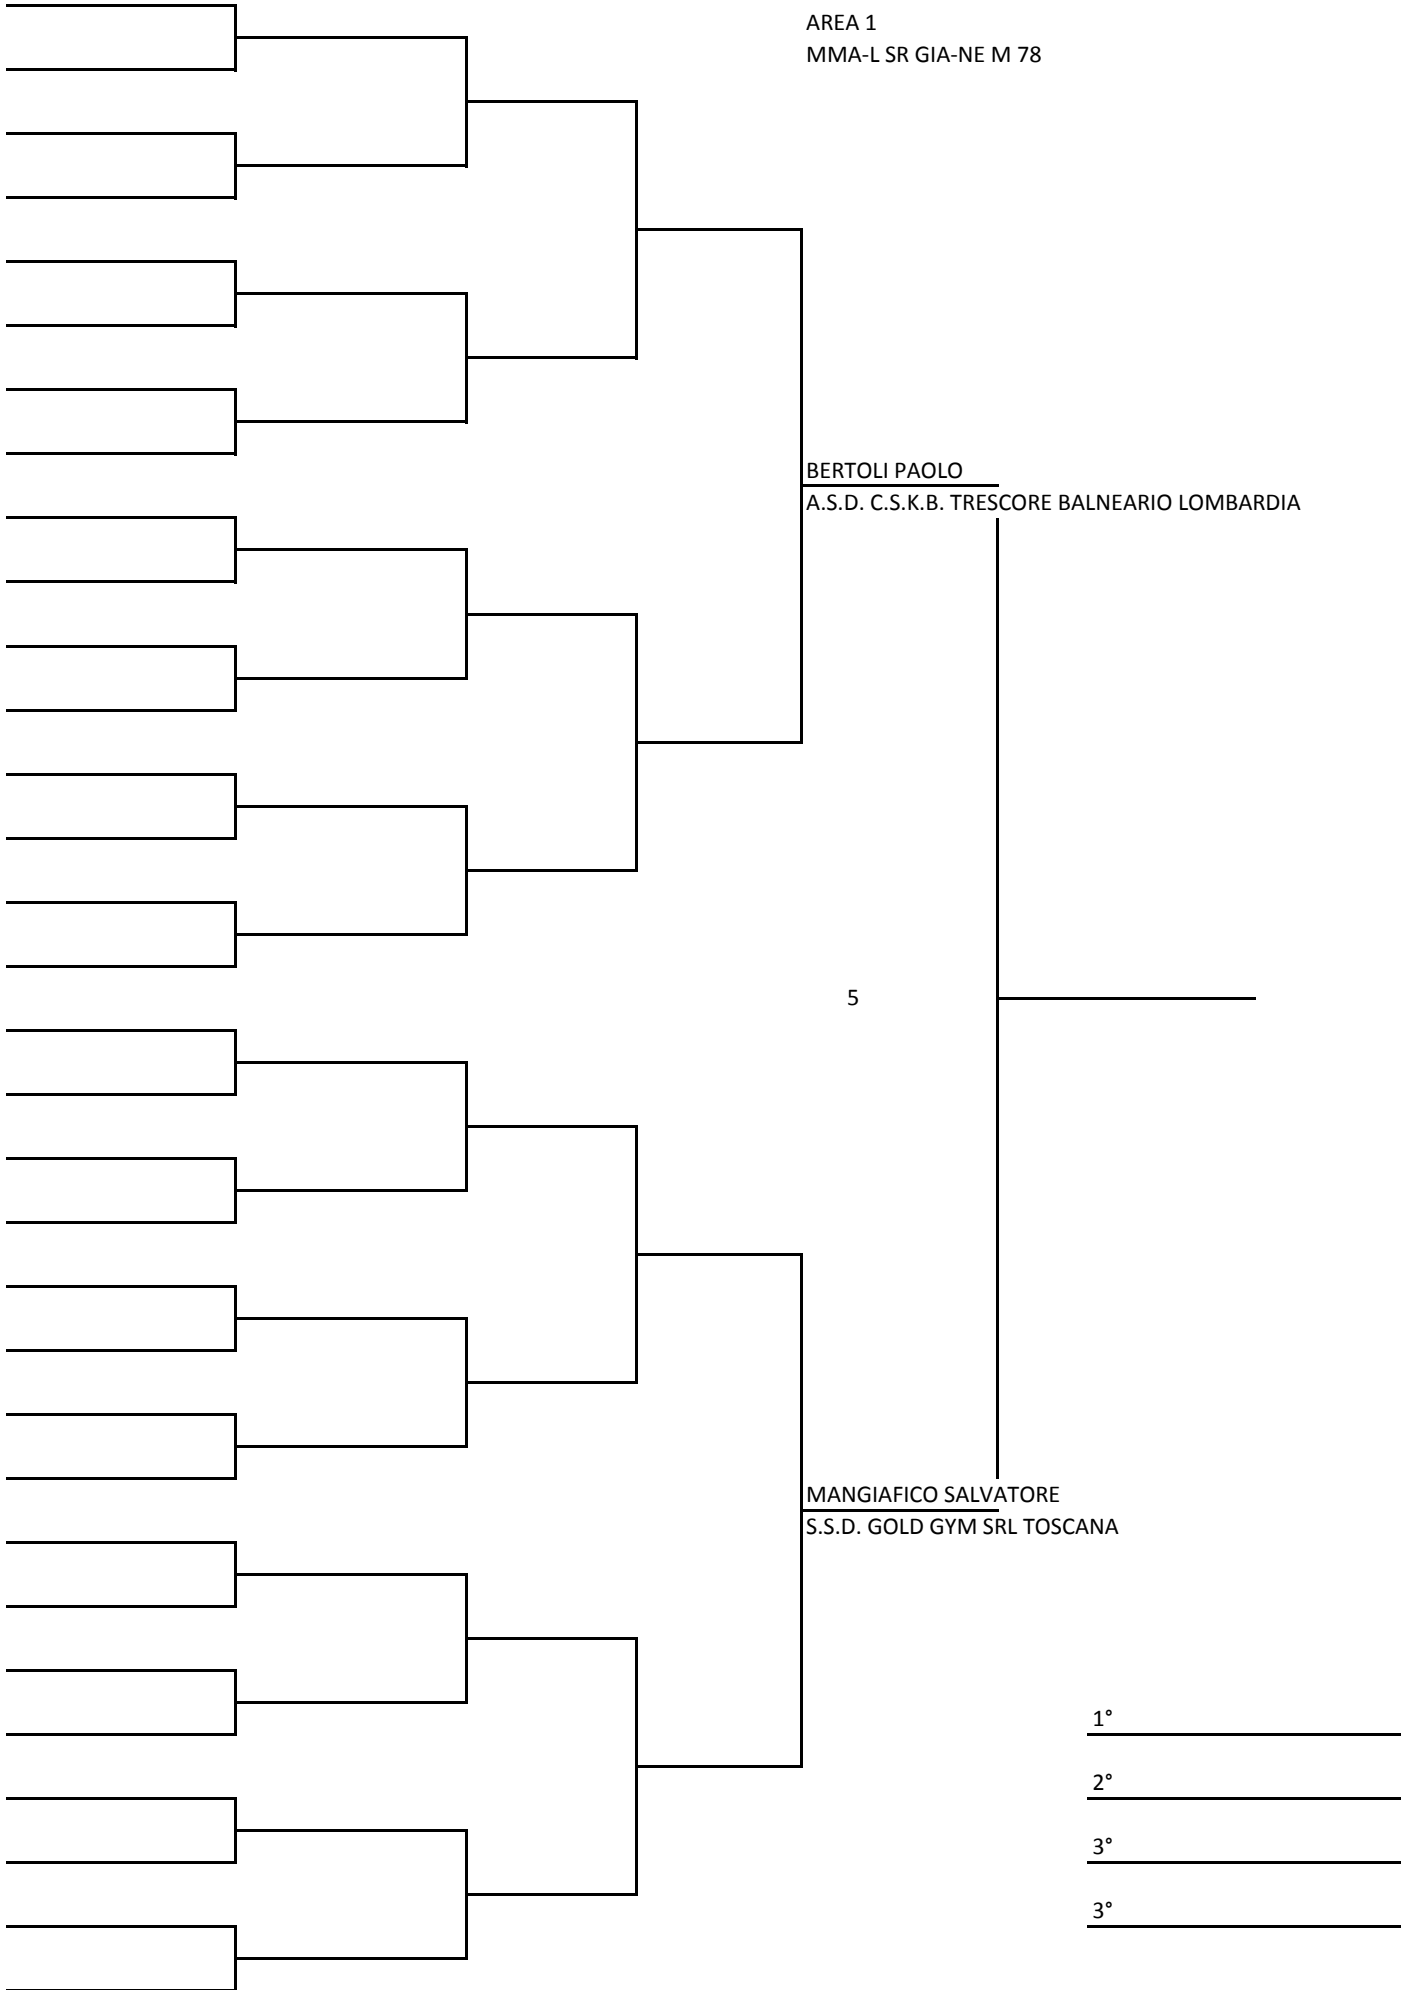 AREA 1
MMA-L SR GIA-NE M 78
BERTOLI PAOLO
A.S.D. C.S.K.B. TRESCORE BALNEARIO LOMBARDIA
5
MANGIAFICO SALVATORE
S.S.D. GOLD GYM SRL TOSCANA
1°
2°
3°
3°